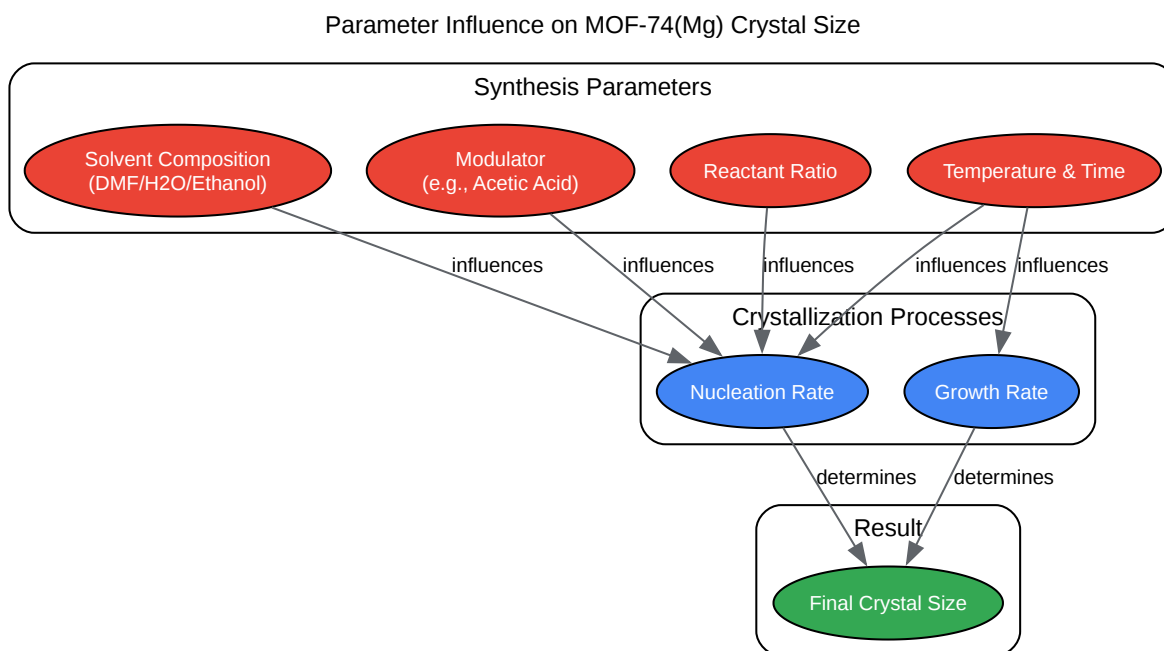 Parameter Influence on MOF-74(Mg) Crystal Size
Synthesis Parameters
Solvent Composition
(DMF/H2O/Ethanol)
Modulator
(e.g., Acetic Acid)
Reactant Ratio
Temperature & Time
influences
influences
influences
influences
influences
Crystallization Processes
Nucleation Rate
Growth Rate
determines
determines
Result
Final Crystal Size